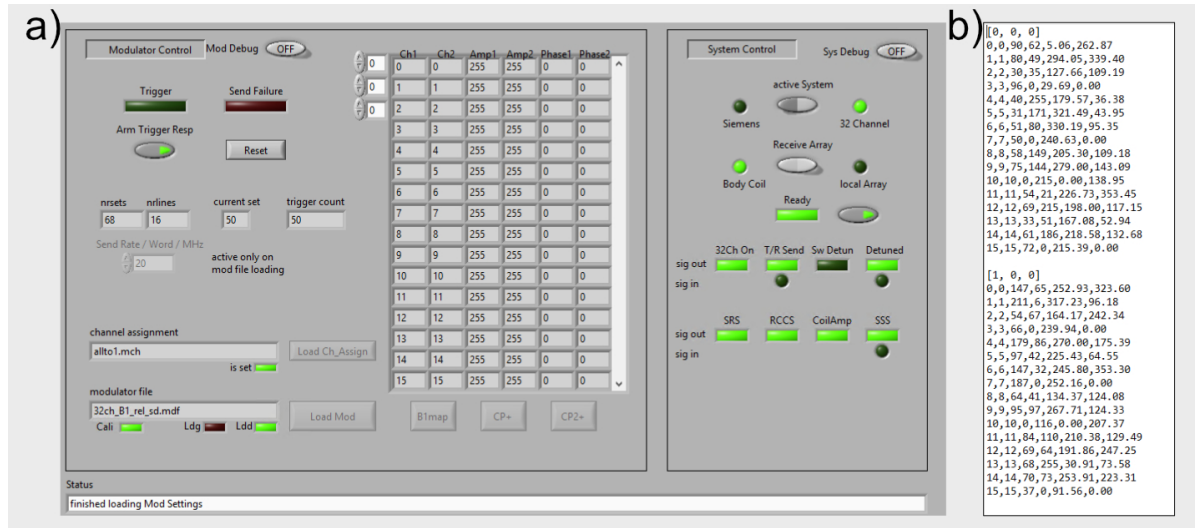 a)
Modulator Control Mod Debug OFF
Trigger Send Failure
Arm Trigger Resp
Reset
nrsets nrlines current set trigger count
68 16 50 50
Send Rate / Word / MHz
20
active only on
mod file loading
channel assignment
allto1.mch Load Ch_Assign
is set
modulator file
32ch_B1_rel_sd.mdf Load Mod
Cali Ldg Ldd
0
0
0
Ch1 Ch2 Amp1 Amp2 Phase1 Phase2
0 0 255 255 0 0
1 1 255 255 0 0
2 2 255 255 0 0
3 3 255 255 0 0
4 4 255 255 0 0
5 5 255 255 0 0
6 6 255 255 0 0
7 7 255 255 0 0
8 8 255 255 0 0
9 9 255 255 0 0
10 10 255 255 0 0
11 11 255 255 0 0
12 12 255 255 0 0
13 13 255 255 0 0
14 14 255 255 0 0
15 15 255 255 0 0
B1map CP+ CP2+
System Control Sys Debug OFF
active System
Siemens 32 Channel
Receive Array
Body Coil local Array
Ready
32Ch On T/R Send Sw Detun Detuned
sig out
sig in
SRS RCCS CoilAmp SSS
sig out
sig in
Status
finished loading Mod Settings
b)
[0, 0, 0]
0,0,90,62,5.06,262.87
1,1,80,49,294.05,339.40
2,2,30,35,127.66,109.19
3,3,96,0,29.69,0.00
4,4,40,255,179.57,36.38
5,5,31,171,321.49,43.95
6,6,51,80,330.19,95.35
7,7,50,0,240.63,0.00
8,8,58,149,205.30,109.18
9,9,75,144,279.00,143.09
10,10,0,215,0.00,138.95
11,11,54,21,226.73,353.45
12,12,69,215,198.00,117.15
13,13,33,51,167.08,52.94
14,14,61,186,218.58,132.68
15,15,72,0,215.39,0.00
[1, 0, 0]
0,0,147,65,252.93,323.60
1,1,211,6,317.23,96.18
2,2,54,67,164.17,242.34
3,3,66,0,239.94,0.00
4,4,179,86,270.00,175.39
5,5,97,42,225.43,64.55
6,6,147,32,245.80,353.30
7,7,187,0,252.16,0.00
8,8,64,41,134.37,124.08
9,9,95,97,267.71,124.33
10,10,0,116,0.00,207.37
11,11,84,110,210.38,129.49
12,12,69,64,191.86,247.25
13,13,68,255,30.91,73.58
14,14,70,73,253.91,223.31
15,15,37,0,91.56,0.00